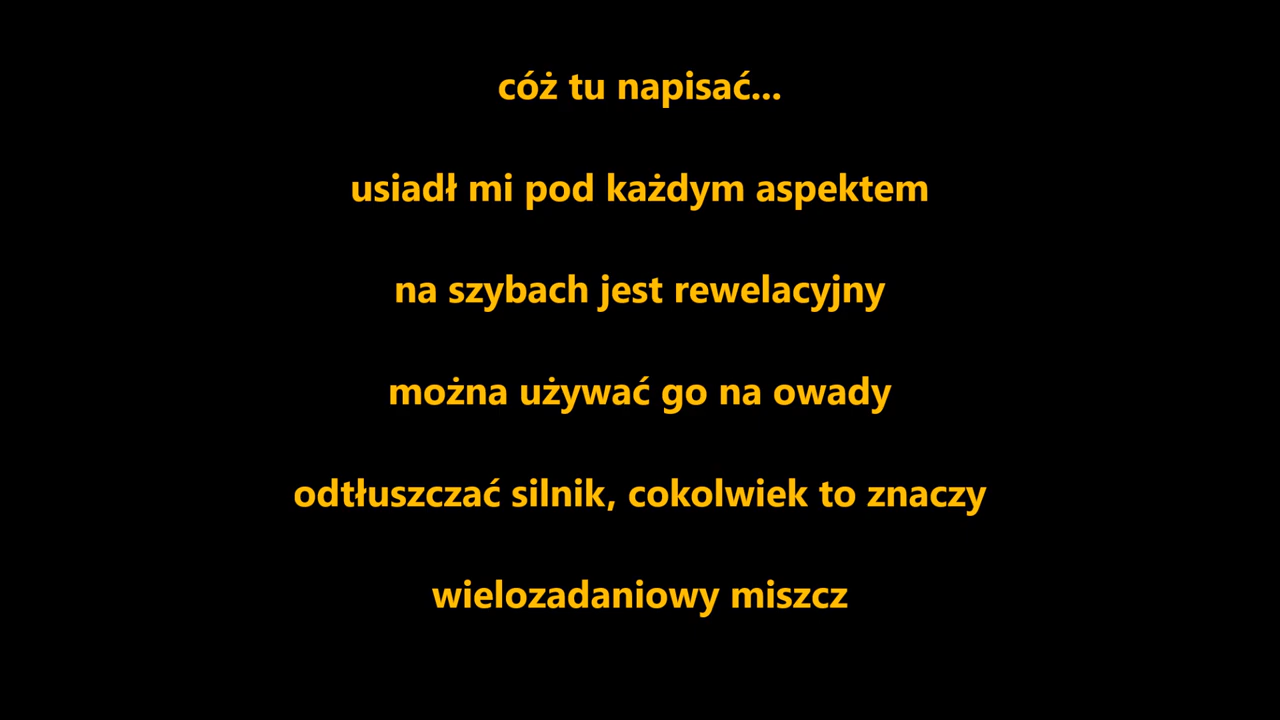 cóż tu napisać...
usiadł mi pod każdym aspektem
na szybach jest rewelacyjny
można używać go na owady
odtłuszczać silnik, cokolwiek to znaczy
wielozadaniowy miszcz